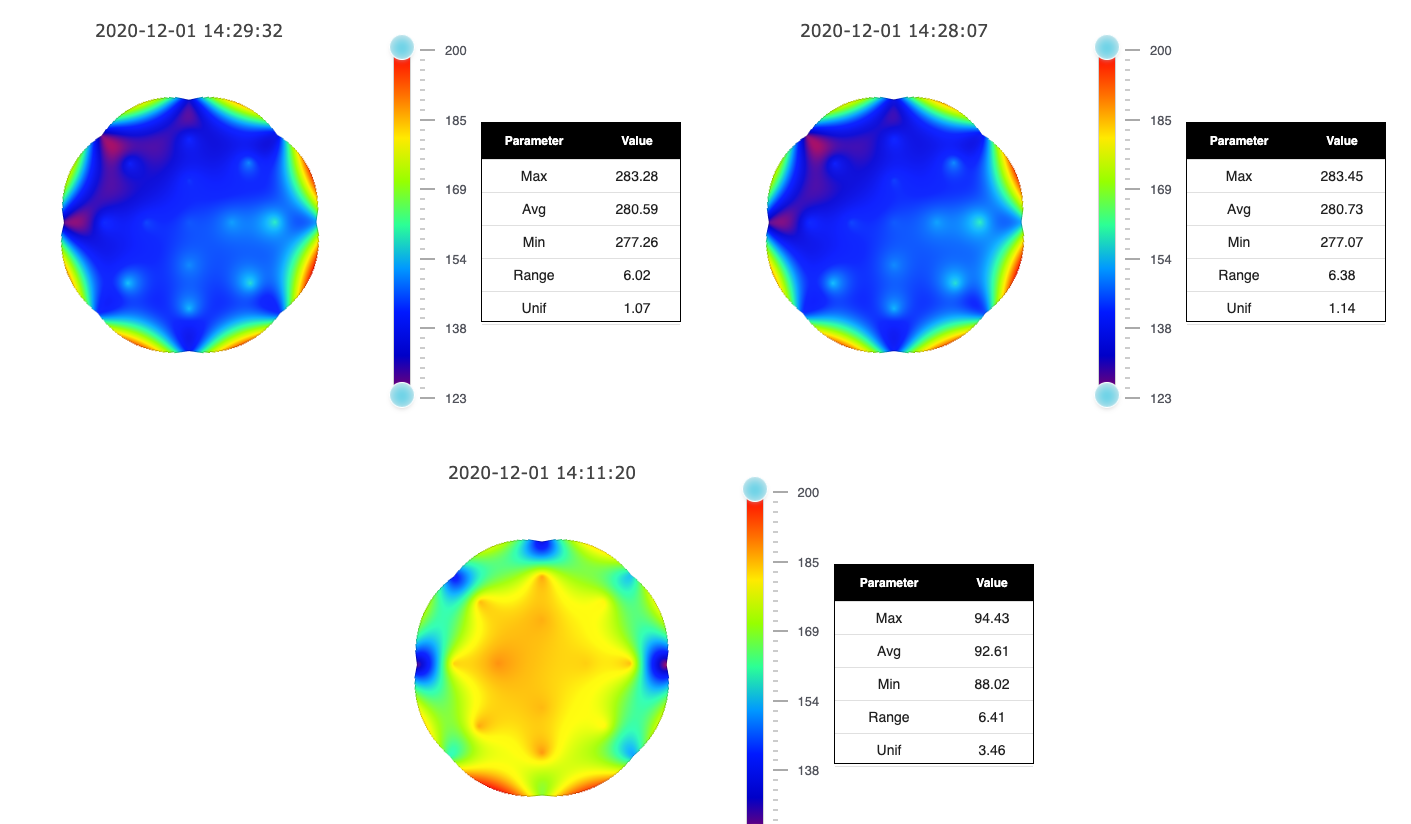 2020-12-01 14:29:32
200
185
169
154
138
123
Parameter Value
Max 283.28
Avg 280.59
Min 277.26
Range 6.02
Unif 1.07
2020-12-01 14:28:07
200
185
169
154
138
123
Parameter Value
Max 283.45
Avg 280.73
Min 277.07
Range 6.38
Unif 1.14
2020-12-01 14:11:20
200
185
169
154
138
Parameter Value
Max 94.43
Avg 92.61
Min 88.02
Range 6.41
Unif 3.46